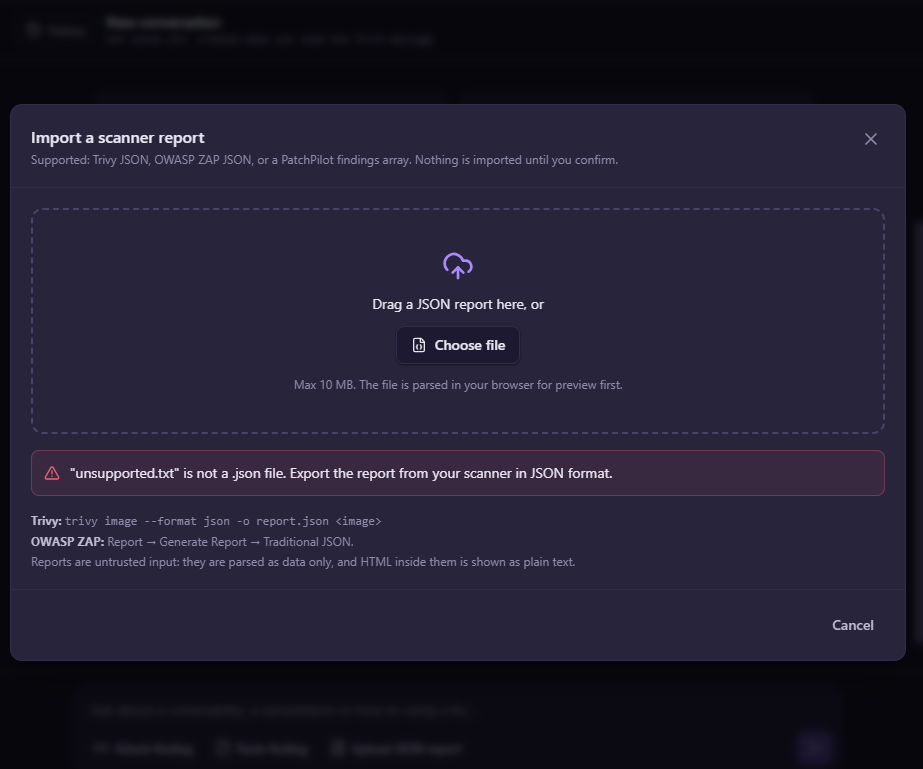 New conversation
Import a scanner report
Supported: Trivy JSON, OWASP ZAP JSON, or a PatchPilot findings array. Nothing is imported until you confirm.
Drag a JSON report here, or
Choose file
Max 10 MB. The file is parsed in your browser for preview first.
"unsupported.txt" is not a .json file. Export the report from your scanner in JSON format.
Trivy: trivy image --format json -o report.json <image>
OWASP ZAP: Report → Generate Report → Traditional JSON.
Reports are untrusted input: they are parsed as data only, and HTML inside them is shown as plain text.
Cancel